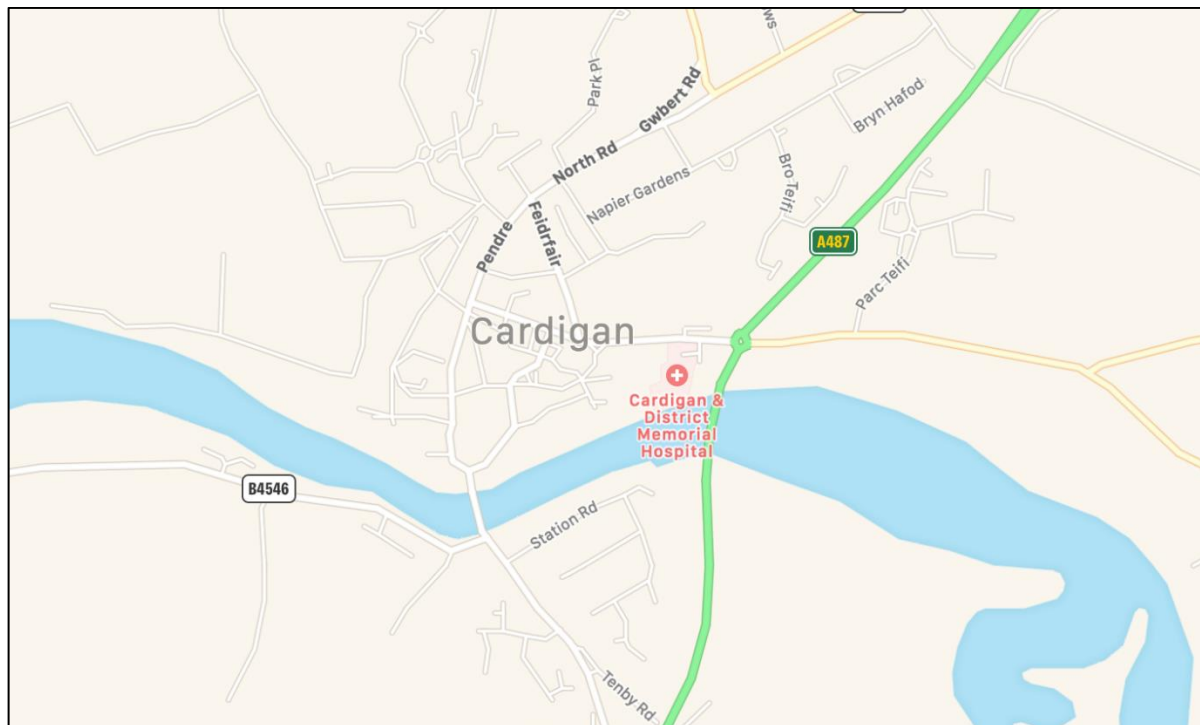 ws
Park Pl
Gwbert Rd
Bryn Hafod
North Rd
Napier Gardens
Bro Teifi
Feidrfair
Pendre
A487
Parc Teifi
Cardigan
Cardigan &
District
Memorial
Hospital
B4546
Station Rd
Tenby Rd